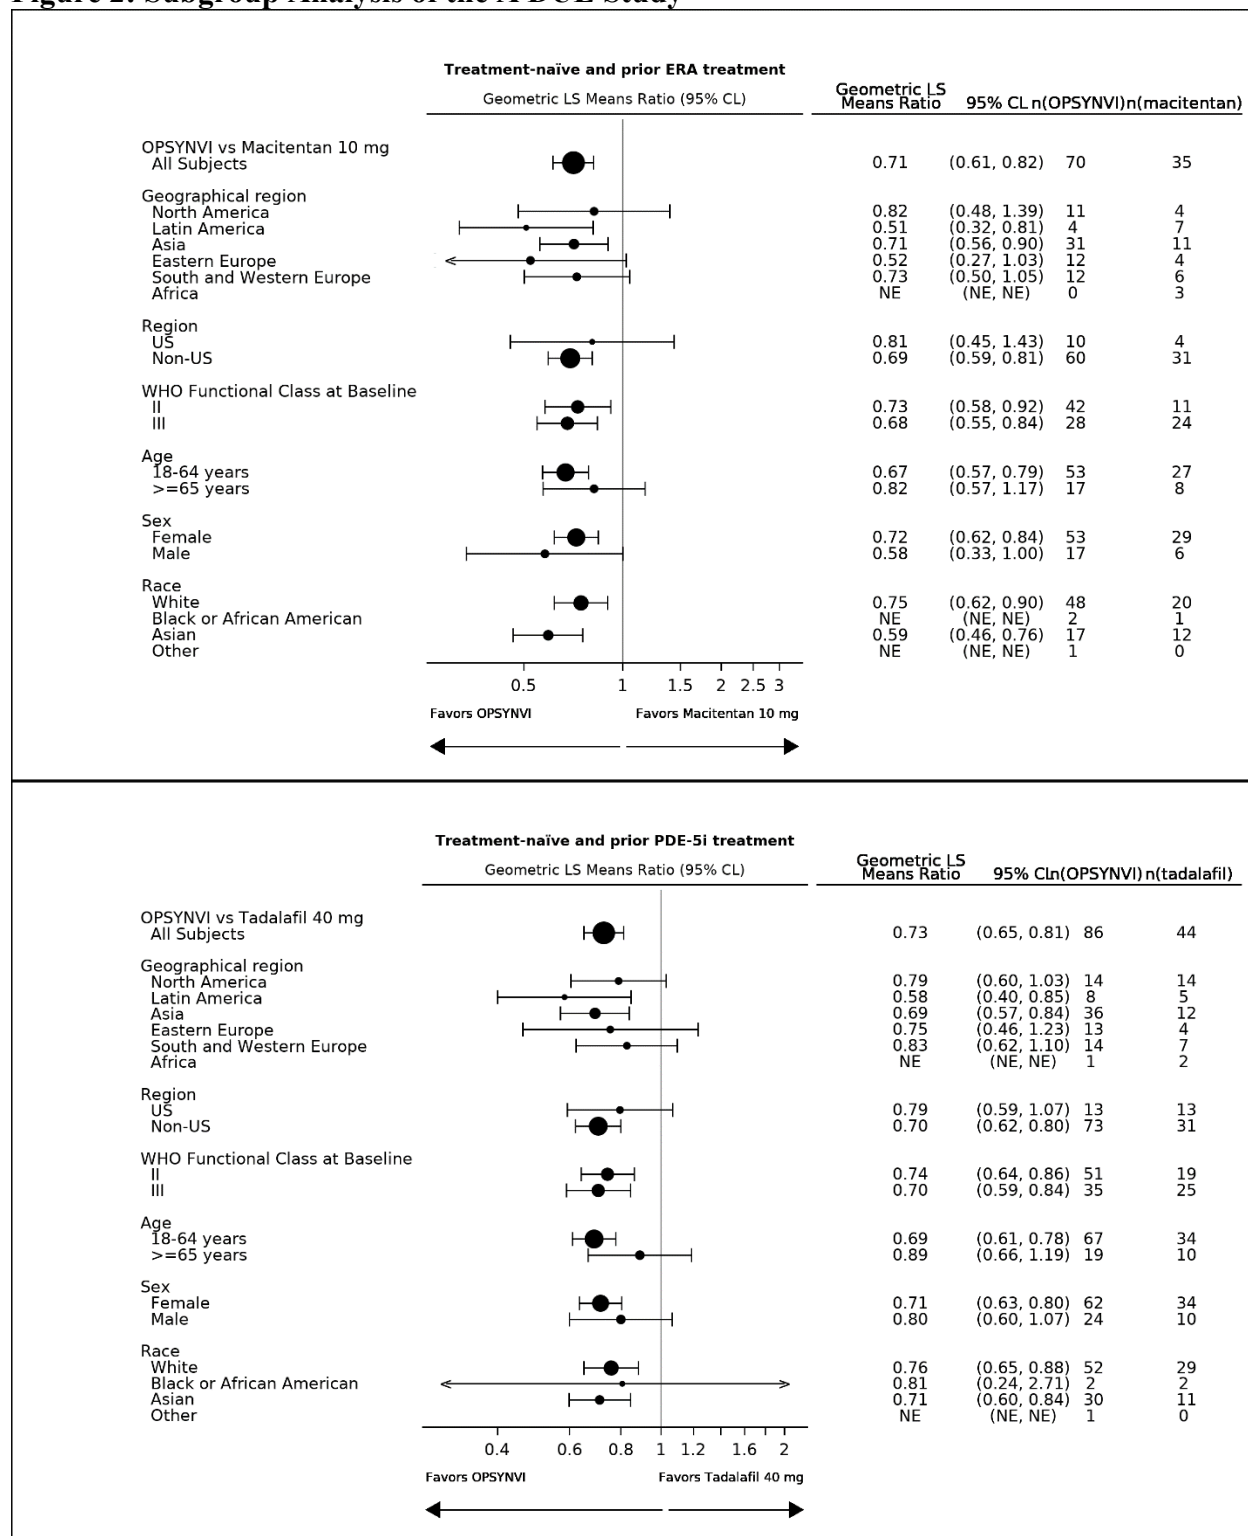 Figure 2: Subgroup Analysis of the A DUE Study
Treatment-naïve and prior ERA treatment
Geometric LS Means Ratio (95% CL)
Geometric LS
Means Ratio 95% CL n(OPSYNVI) n(macitentan)
OPSYNVI vs Macitentan 10 mg
All Subjects 0.71 (0.61, 0.82) 70 35
Geographical region
North America 0.82 (0.48, 1.39) 11 4
Latin America 0.51 (0.32, 0.81) 4 7
Asia 0.71 (0.56, 0.90) 31 11
Eastern Europe 0.52 (0.27, 1.03) 12 4
South and Western Europe 0.73 (0.50, 1.05) 12 6
Africa NE (NE, NE) 0 3
Region
US 0.81 (0.45, 1.43) 10 4
Non-US 0.69 (0.59, 0.81) 60 31
WHO Functional Class at Baseline
II 0.73 (0.58, 0.92) 42 11
III 0.68 (0.55, 0.84) 28 24
Age
18-64 years 0.67 (0.57, 0.79) 53 27
>=65 years 0.82 (0.57, 1.17) 17 8
Sex
Female 0.72 (0.62, 0.84) 53 29
Male 0.58 (0.33, 1.00) 17 6
Race
White 0.75 (0.62, 0.90) 48 20
Black or African American NE (NE, NE) 2 1
Asian 0.59 (0.46, 0.76) 17 12
Other NE (NE, NE) 1 0
0.5 1 1.5 2 2.5 3
Favors OPSYNVI Favors Macitentan 10 mg
Treatment-naïve and prior PDE-5i treatment
Geometric LS Means Ratio (95% CL)
Geometric LS
Means Ratio 95% CL n(OPSYNVI) n(tadalafil)
OPSYNVI vs Tadalafil 40 mg
All Subjects 0.73 (0.65, 0.81) 86 44
Geographical region
North America 0.79 (0.60, 1.03) 14 14
Latin America 0.58 (0.40, 0.85) 8 5
Asia 0.69 (0.57, 0.84) 36 12
Eastern Europe 0.75 (0.46, 1.23) 13 4
South and Western Europe 0.83 (0.62, 1.10) 14 7
Africa NE (NE, NE) 1 2
Region
US 0.79 (0.59, 1.07) 13 13
Non-US 0.70 (0.62, 0.80) 73 31
WHO Functional Class at Baseline
II 0.74 (0.64, 0.86) 51 19
III 0.70 (0.59, 0.84) 35 25
Age
18-64 years 0.69 (0.61, 0.78) 67 34
>=65 years 0.89 (0.66, 1.19) 19 10
Sex
Female 0.71 (0.63, 0.80) 62 34
Male 0.80 (0.60, 1.07) 24 10
Race
White 0.76 (0.65, 0.88) 52 29
Black or African American 0.81 (0.24, 2.71) 2 2
Asian 0.71 (0.60, 0.84) 30 11
Other NE (NE, NE) 1 0
0.4 0.6 0.8 1 1.2 1.6 2
Favors OPSYNVI Favors Tadalafil 40 mg